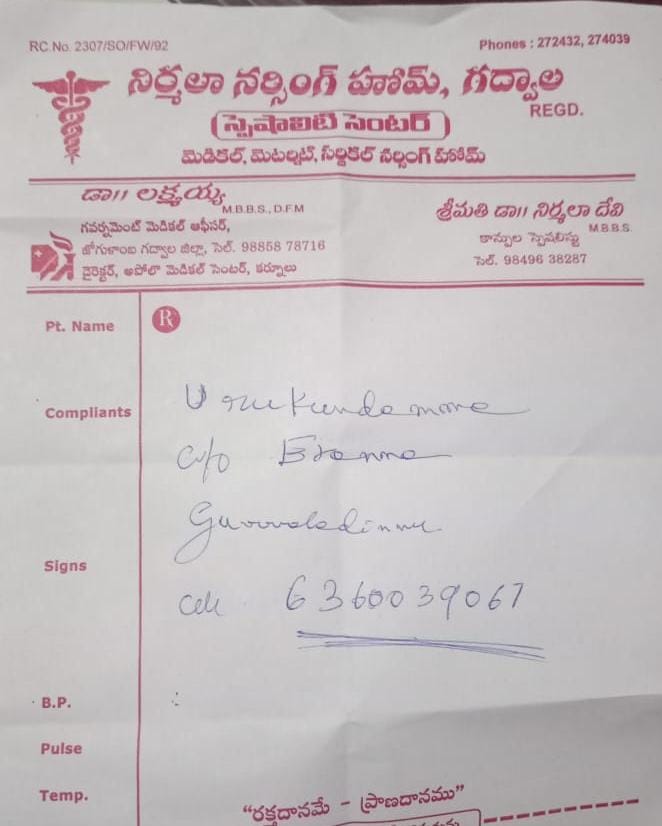 RC.No. 2307/SO/FW/92
Phones : 272432, 274039
నిర్మలా నర్సింగ్ హోమ్, గద్వాల
REGD.
(స్పెషాలిటి సెంటర్)
మెడికల్, మెటర్నిటి, సర్జికల్ నర్సింగ్ హోమ్
డా॥ లక్ష్మయ్య
M.B.B.S., D.F.M
గవర్నమెంట్ మెడికల్ ఆఫీసర్,
జోగుళాంబ గద్వాల జిల్లా, సెల్. 98858 78716
డైరెక్టర్, అపోలా మెడికల్ సెంటర్, కర్నూలు
శ్రీమతి డా॥ నిర్మలా దేవి
M.B.B.S.
కాన్పుల స్పెషలిస్టు
సెల్. 98496 38287
Pt. Name
R
Compliants
Urukundamma
c/o Eranna
Signs
Cell 6360039067
B.P. :
Pulse
Temp.
"రక్తదానమే - ప్రాణదానము"